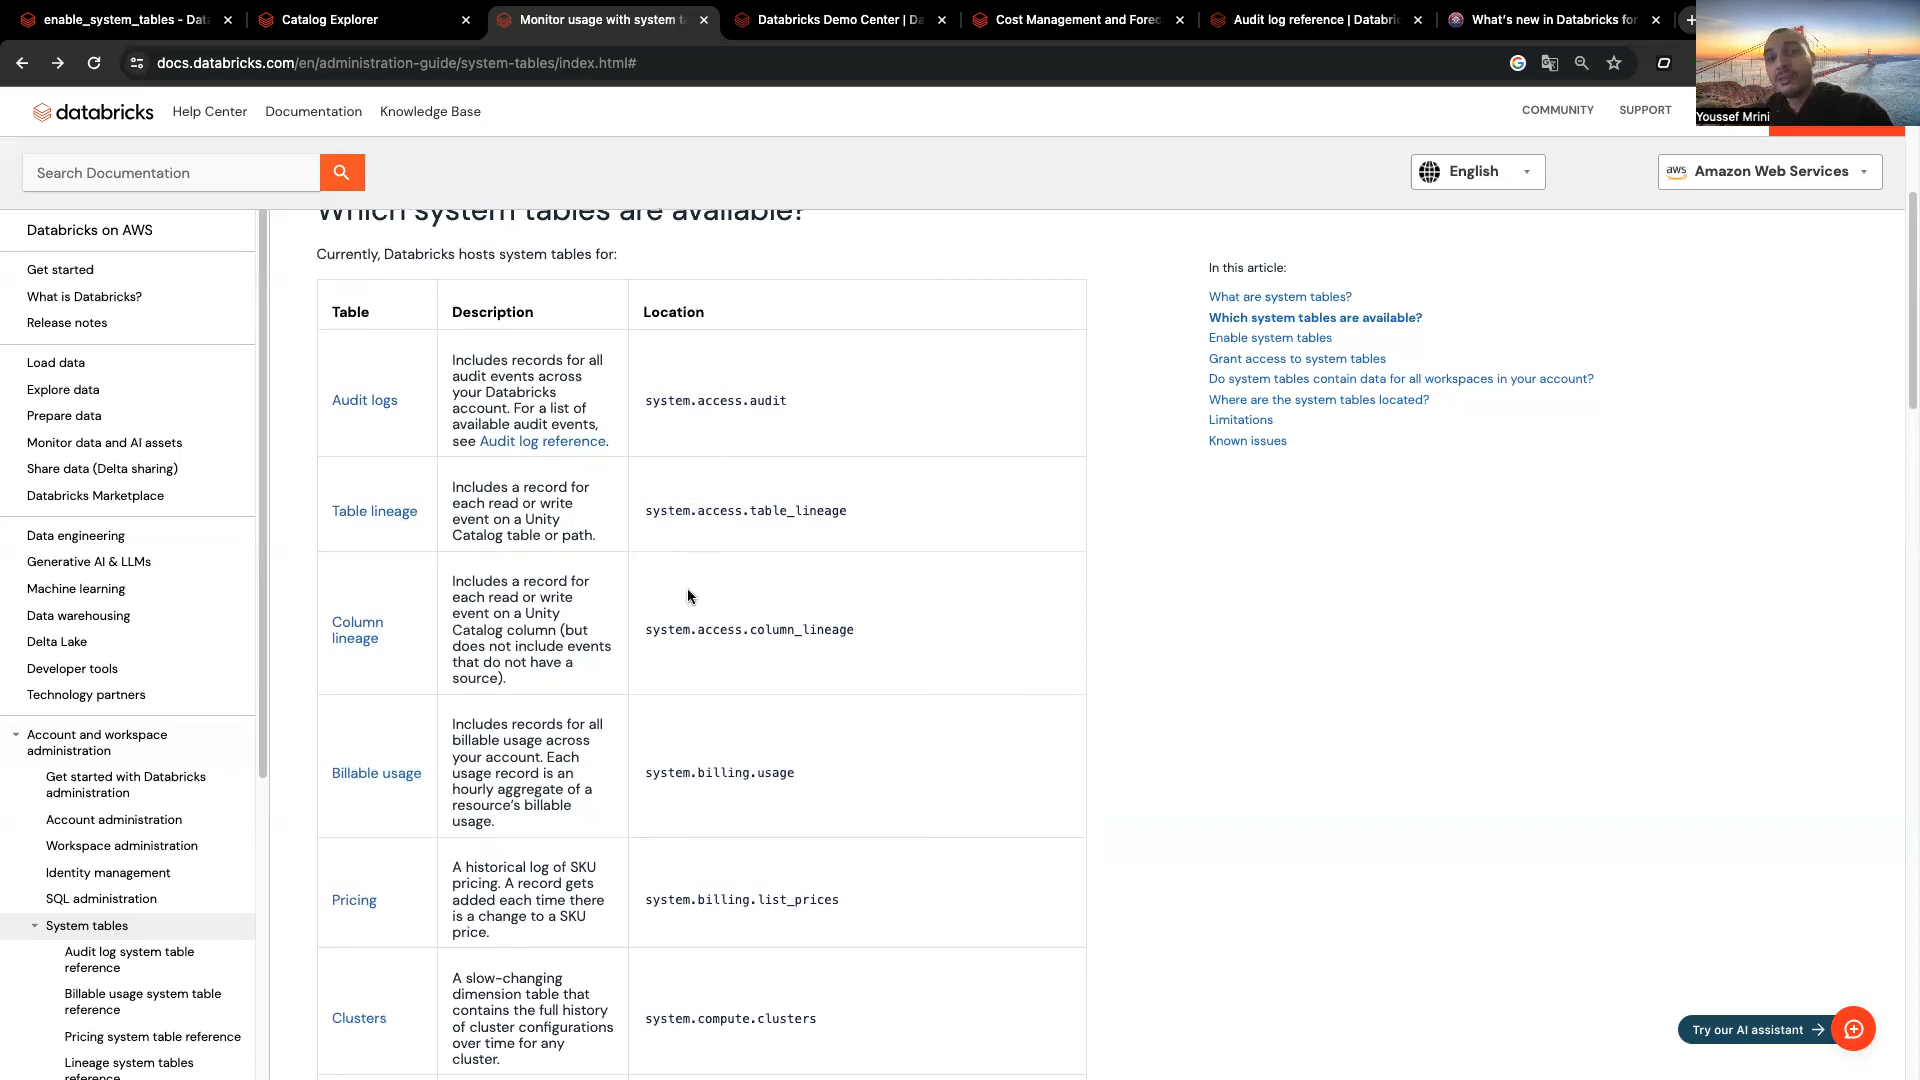 enable_system_tables - Dat
Catalog Explorer
Monitor usage with system t
Databricks Demo Center | D
Cost Management and Forec
Audit log reference | Databric
What's new in Databricks for
docs.databricks.com/en/administration-guide/system-tables/index.html#
Youssef Mrini
databricks
Help Center
Documentation
Knowledge Base
COMMUNITY
SUPPORT
Search Documentation
English
aws
Amazon Web Services
Databricks on AWS
Get started
What is Databricks?
Release notes
Load data
Explore data
Prepare data
Monitor data and AI assets
Share data (Delta sharing)
Databricks Marketplace
Data engineering
Generative AI & LLMs
Machine learning
Data warehousing
Delta Lake
Developer tools
Technology partners
Account and workspace
administration
Get started with Databricks
administration
Account administration
Workspace administration
Identity management
SQL administration
System tables
Audit log system table
reference
Billable usage system table
reference
Pricing system table reference
Lineage system tables
reference
Which system tables are available?
Currently, Databricks hosts system tables for:
Table
Description
Location
Audit logs
Includes records for all
audit events across
your Databricks
account. For a list of
available audit events,
see Audit log reference.
system.access.audit
Table lineage
Includes a record for
each read or write
event on a Unity
Catalog table or path.
system.access.table_lineage
Column
lineage
Includes a record for
each read or write
event on a Unity
Catalog column (but
does not include events
that do not have a
source).
system.access.column_lineage
Billable usage
Includes records for all
billable usage across
your account. Each
usage record is an
hourly aggregate of a
resource's billable
usage.
system.billing.usage
Pricing
A historical log of SKU
pricing. A record gets
added each time there
is a change to a SKU
price.
system.billing.list_prices
Clusters
A slow-changing
dimension table that
contains the full history
of cluster configurations
over time for any
cluster.
system.compute.clusters
In this article:
What are system tables?
Which system tables are available?
Enable system tables
Grant access to system tables
Do system tables contain data for all workspaces in your account?
Where are the system tables located?
Limitations
Known issues
Try our AI assistant